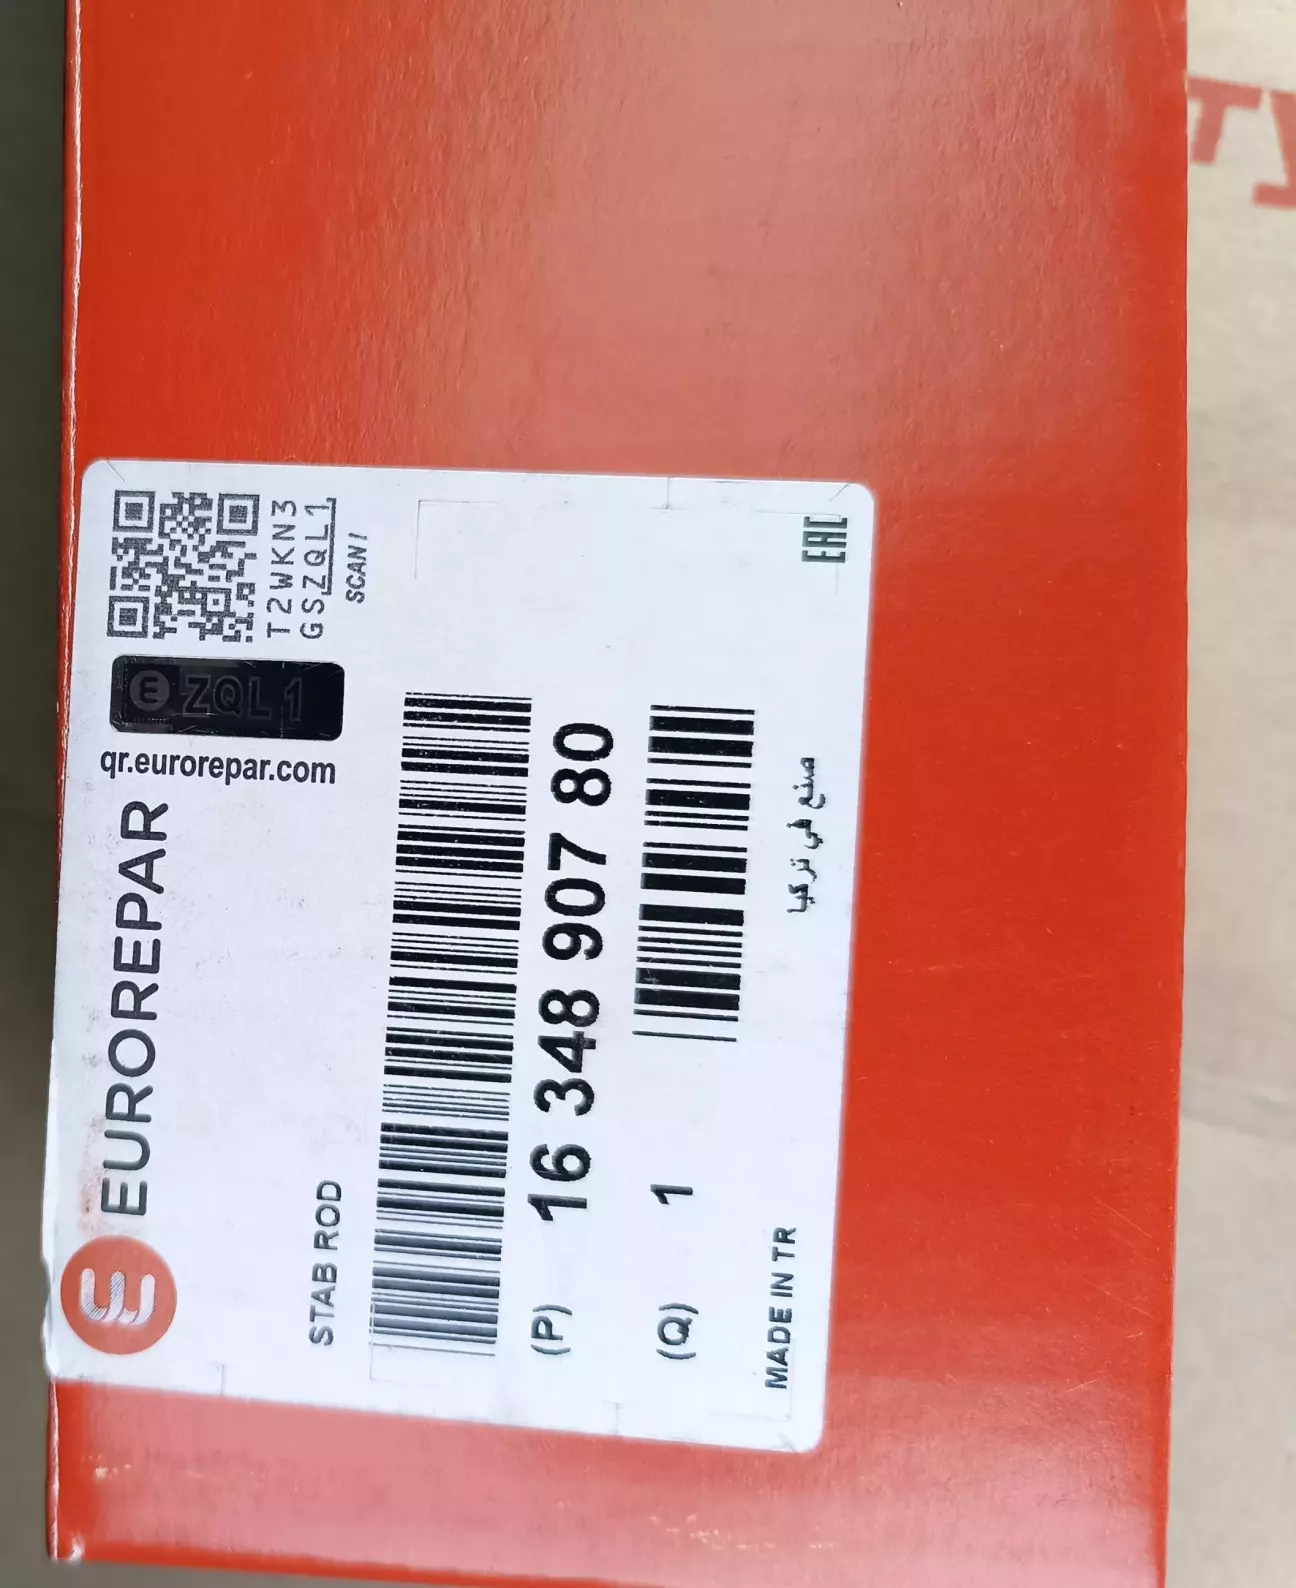 EUROREPAR
qr.eurorepar.com
ZQL1
T2WKN3
GSZQL1
SCAN!
STAB ROD
(P) 16 348 907 80
(Q) 1
MADE IN TR
صنع في تركيا
EAC
TY